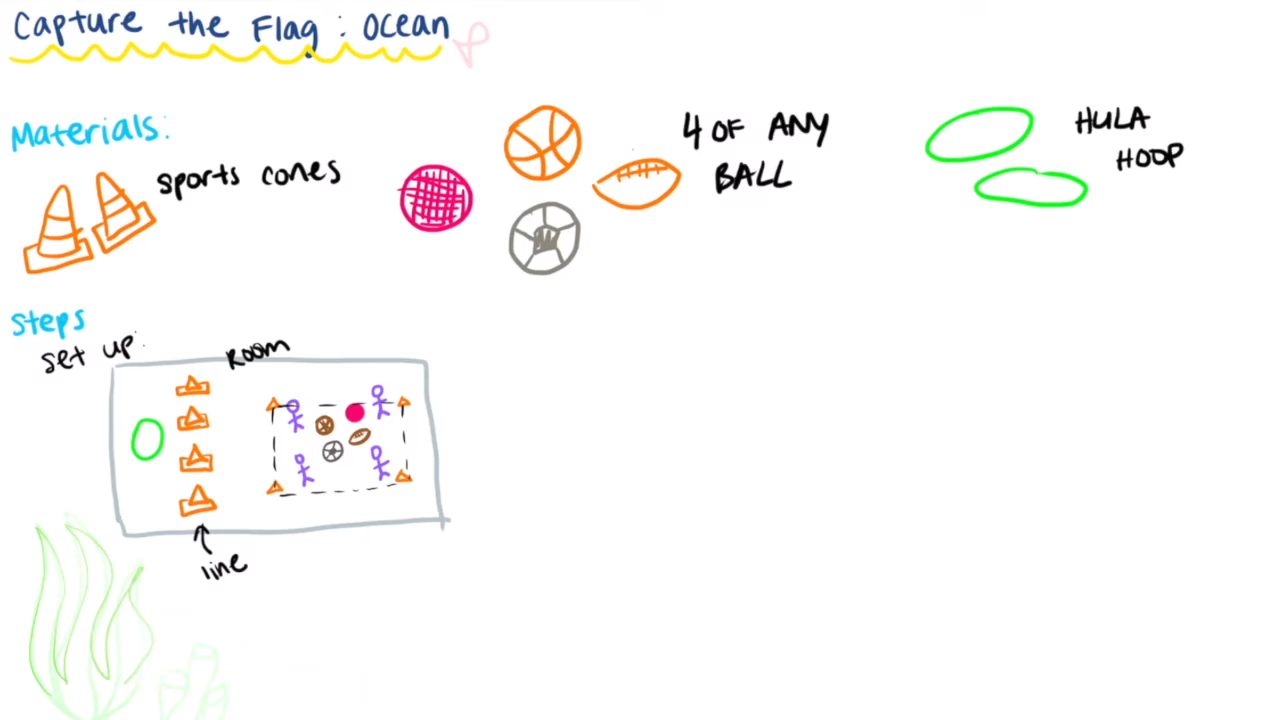 Capture the Flag: Ocean
Materials:
sports cones
4 OF ANY
BALL
HULA
HOOP
Steps
set up:
Room
line